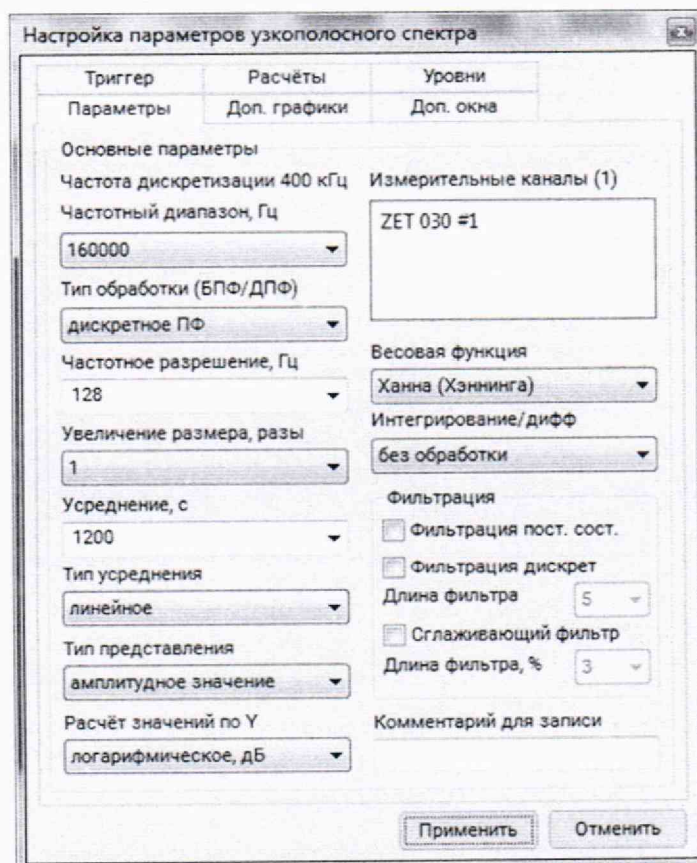 Настройка параметров узкополосного спектра
Триггер Расчёты Уровни
Параметры Доп. графики Доп. окна
Основные параметры
Частота дискретизации 400 кГц
Частотный диапазон, Гц
160000
Тип обработки (БПФ/ДПФ)
дискретное ПФ
Частотное разрешение, Гц
128
Увеличение размера, разы
1
Усреднение, с
1200
Тип усреднения
линейное
Тип представления
амплитудное значение
Расчёт значений по Y
логарифмическое, дБ
Измерительные каналы (1)
ZET 030 #1
Весовая функция
Ханна (Хэннинга)
Интегрирование/дифф
без обработки
Фильтрация
Фильтрация пост. сост.
Фильтрация дискрет
Длина фильтра 5
Сглаживающий фильтр
Длина фильтра, % 3
Комментарий для записи
Применить Отменить